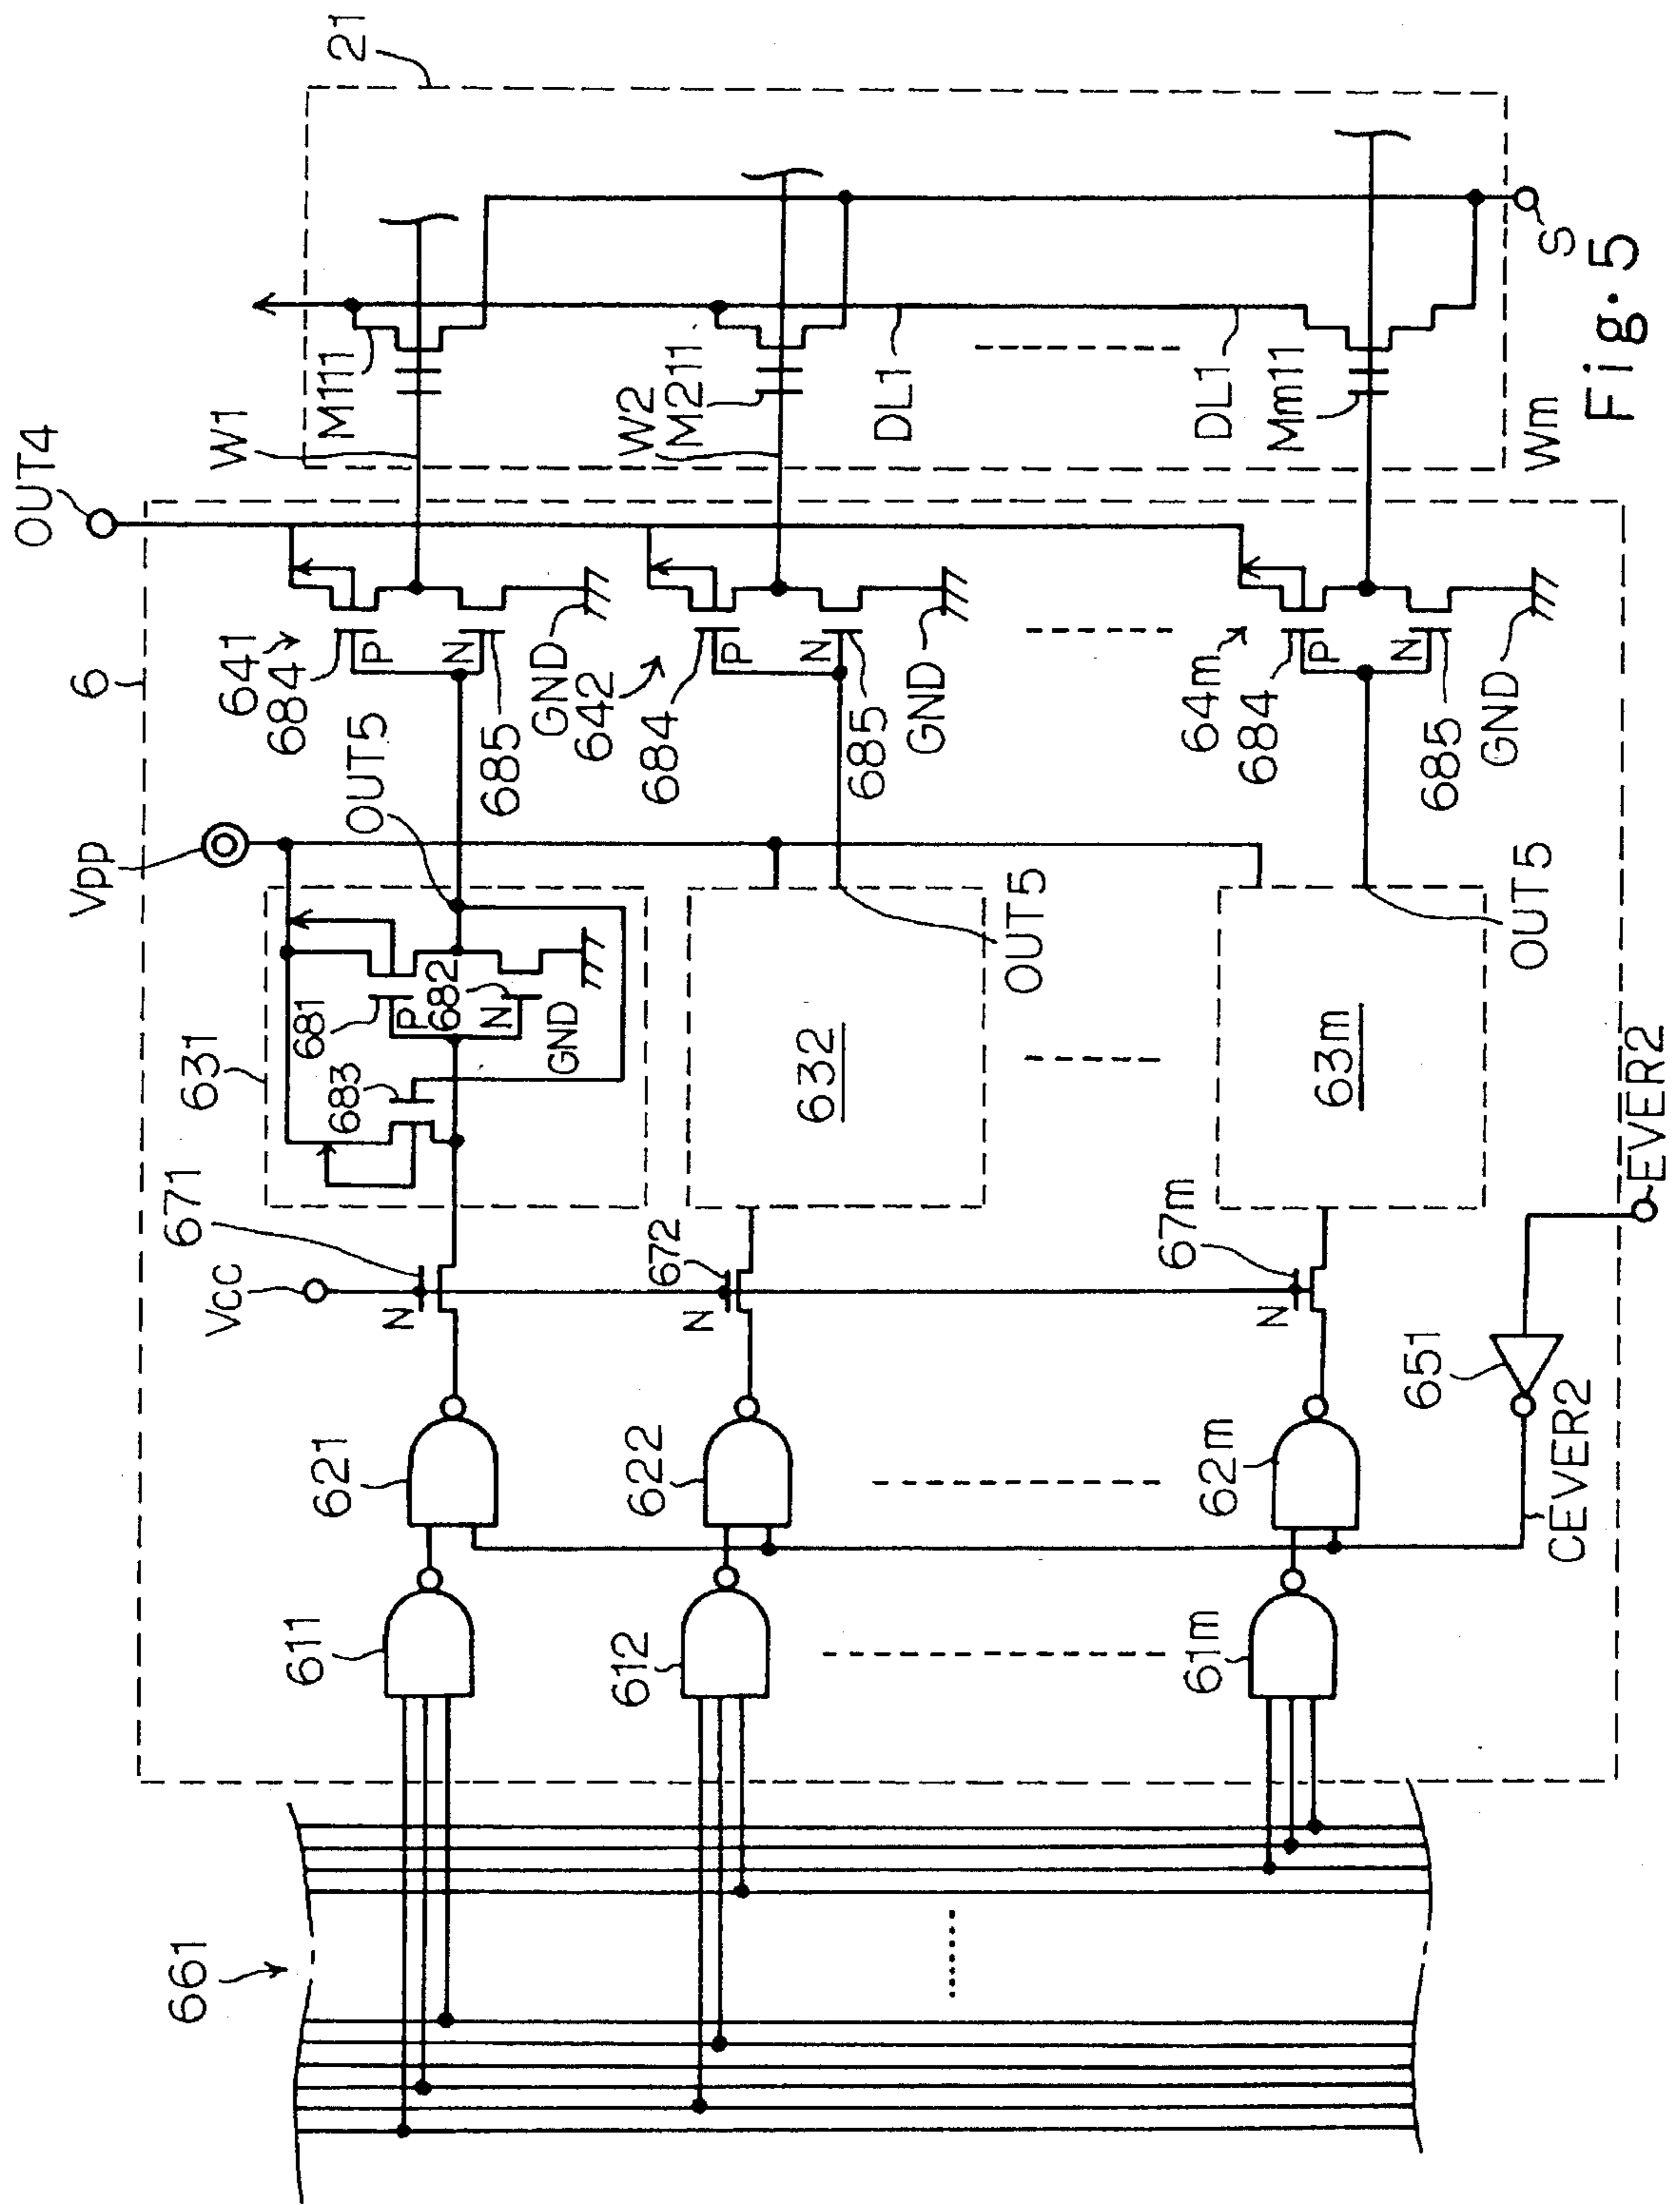 21
OUT4
6
Vpp
W1
M111
W2
M211
DL1
DL1
Mm11
Wm
S
641
684
P
N
685
GND
642
684
P
N
685
GND
64m
684
P
N
685
GND
OUT5
631
681
P
682
N
GND
683
632
OUT5
63m
OUT5
671
Vcc
N
672
N
67m
N
EVER2
651
CEVER2
621
622
62m
611
612
61m
661
Fig. 5